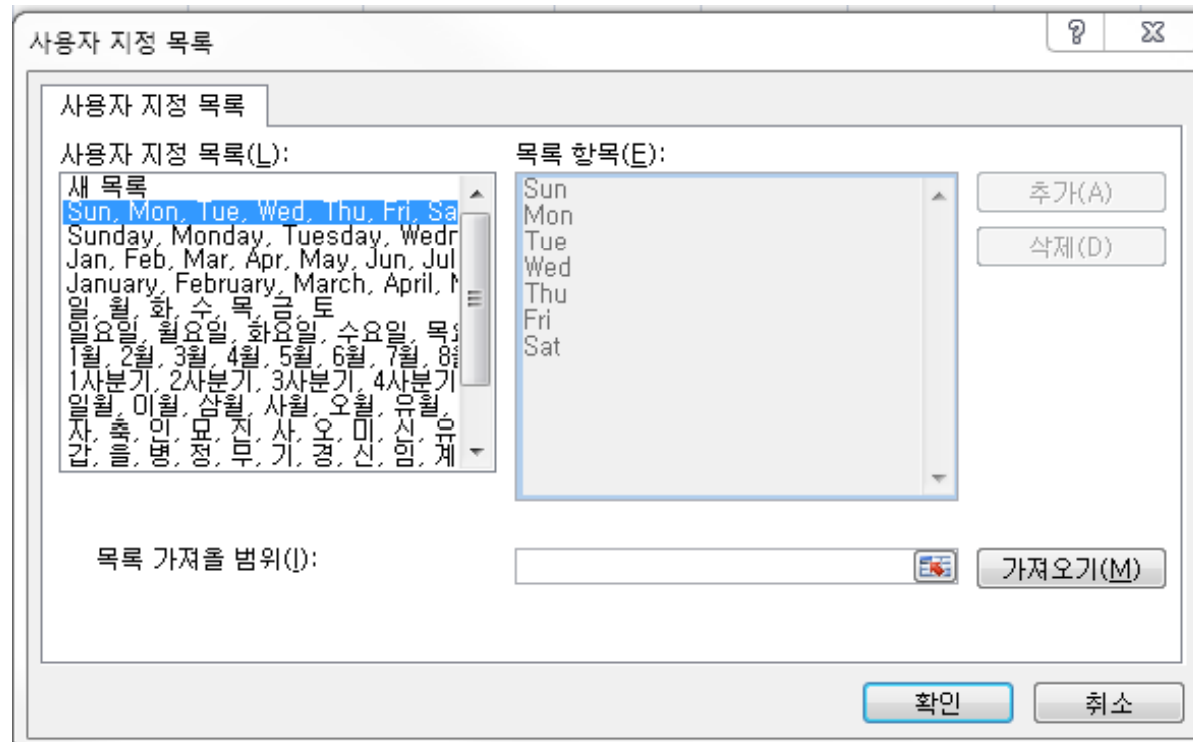 사용자 지정 목록
사용자 지정 목록
사용자 지정 목록(L):
새 목록
Sun, Mon, Tue, Wed, Thu, Fri, Sa
Sunday, Monday, Tuesday, Wedr
Jan, Feb, Mar, Apr, May, Jun, Jul
January, February, March, April,
일, 월, 화, 수, 목, 금, 토
일요일, 월요일, 화요일, 수요일,
1월, 2월, 3월, 4월, 5월, 6월, 7월,
1사분기, 2사분기, 3사분기, 4사분기
일월, 이월, 삼월, 사월, 오월, 유월,
자, 축, 인, 묘, 진, 사, 오, 미, 신, 유
갑, 을, 병, 정, 무, 기, 경, 신, 임, 계
목록 항목(E):
Sun
Mon
Tue
Wed
Thu
Fri
Sat
추가(A)
삭제(D)
목록 가져올 범위(I):
가져오기(M)
확인
취소